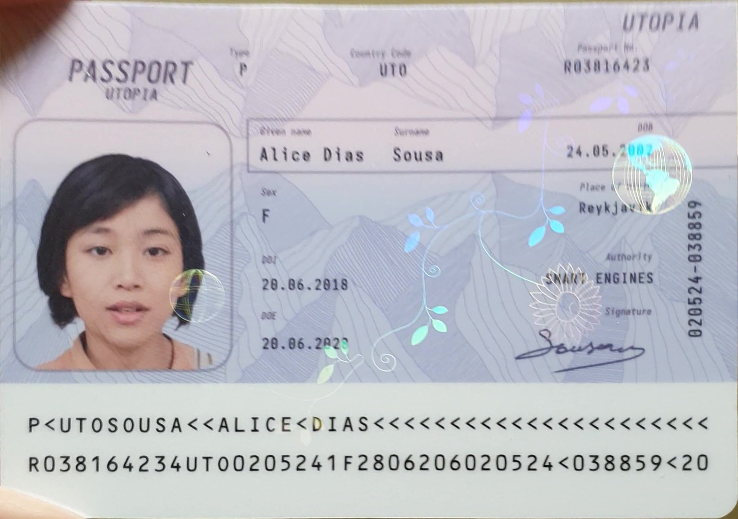 UTOPIA
PASSPORT
UTOPIA
Type
P
Country Code
UTO
Passport No.
R03816423
Given name
Alice Dias
Surname
Sousa
DOB
24.05.2002
Sex
F
Place of
Reykjavik
DOI
20.06.2018
Authority
SMART ENGINES
DOE
20.06.2028
Signature
Sousa
020524-038859
P<UTOSOUSA<<ALICE<DIAS<<<<<<<<<<<<<<<<<<<<<<
R038164234UTO0205241F2806206020524<038859<20